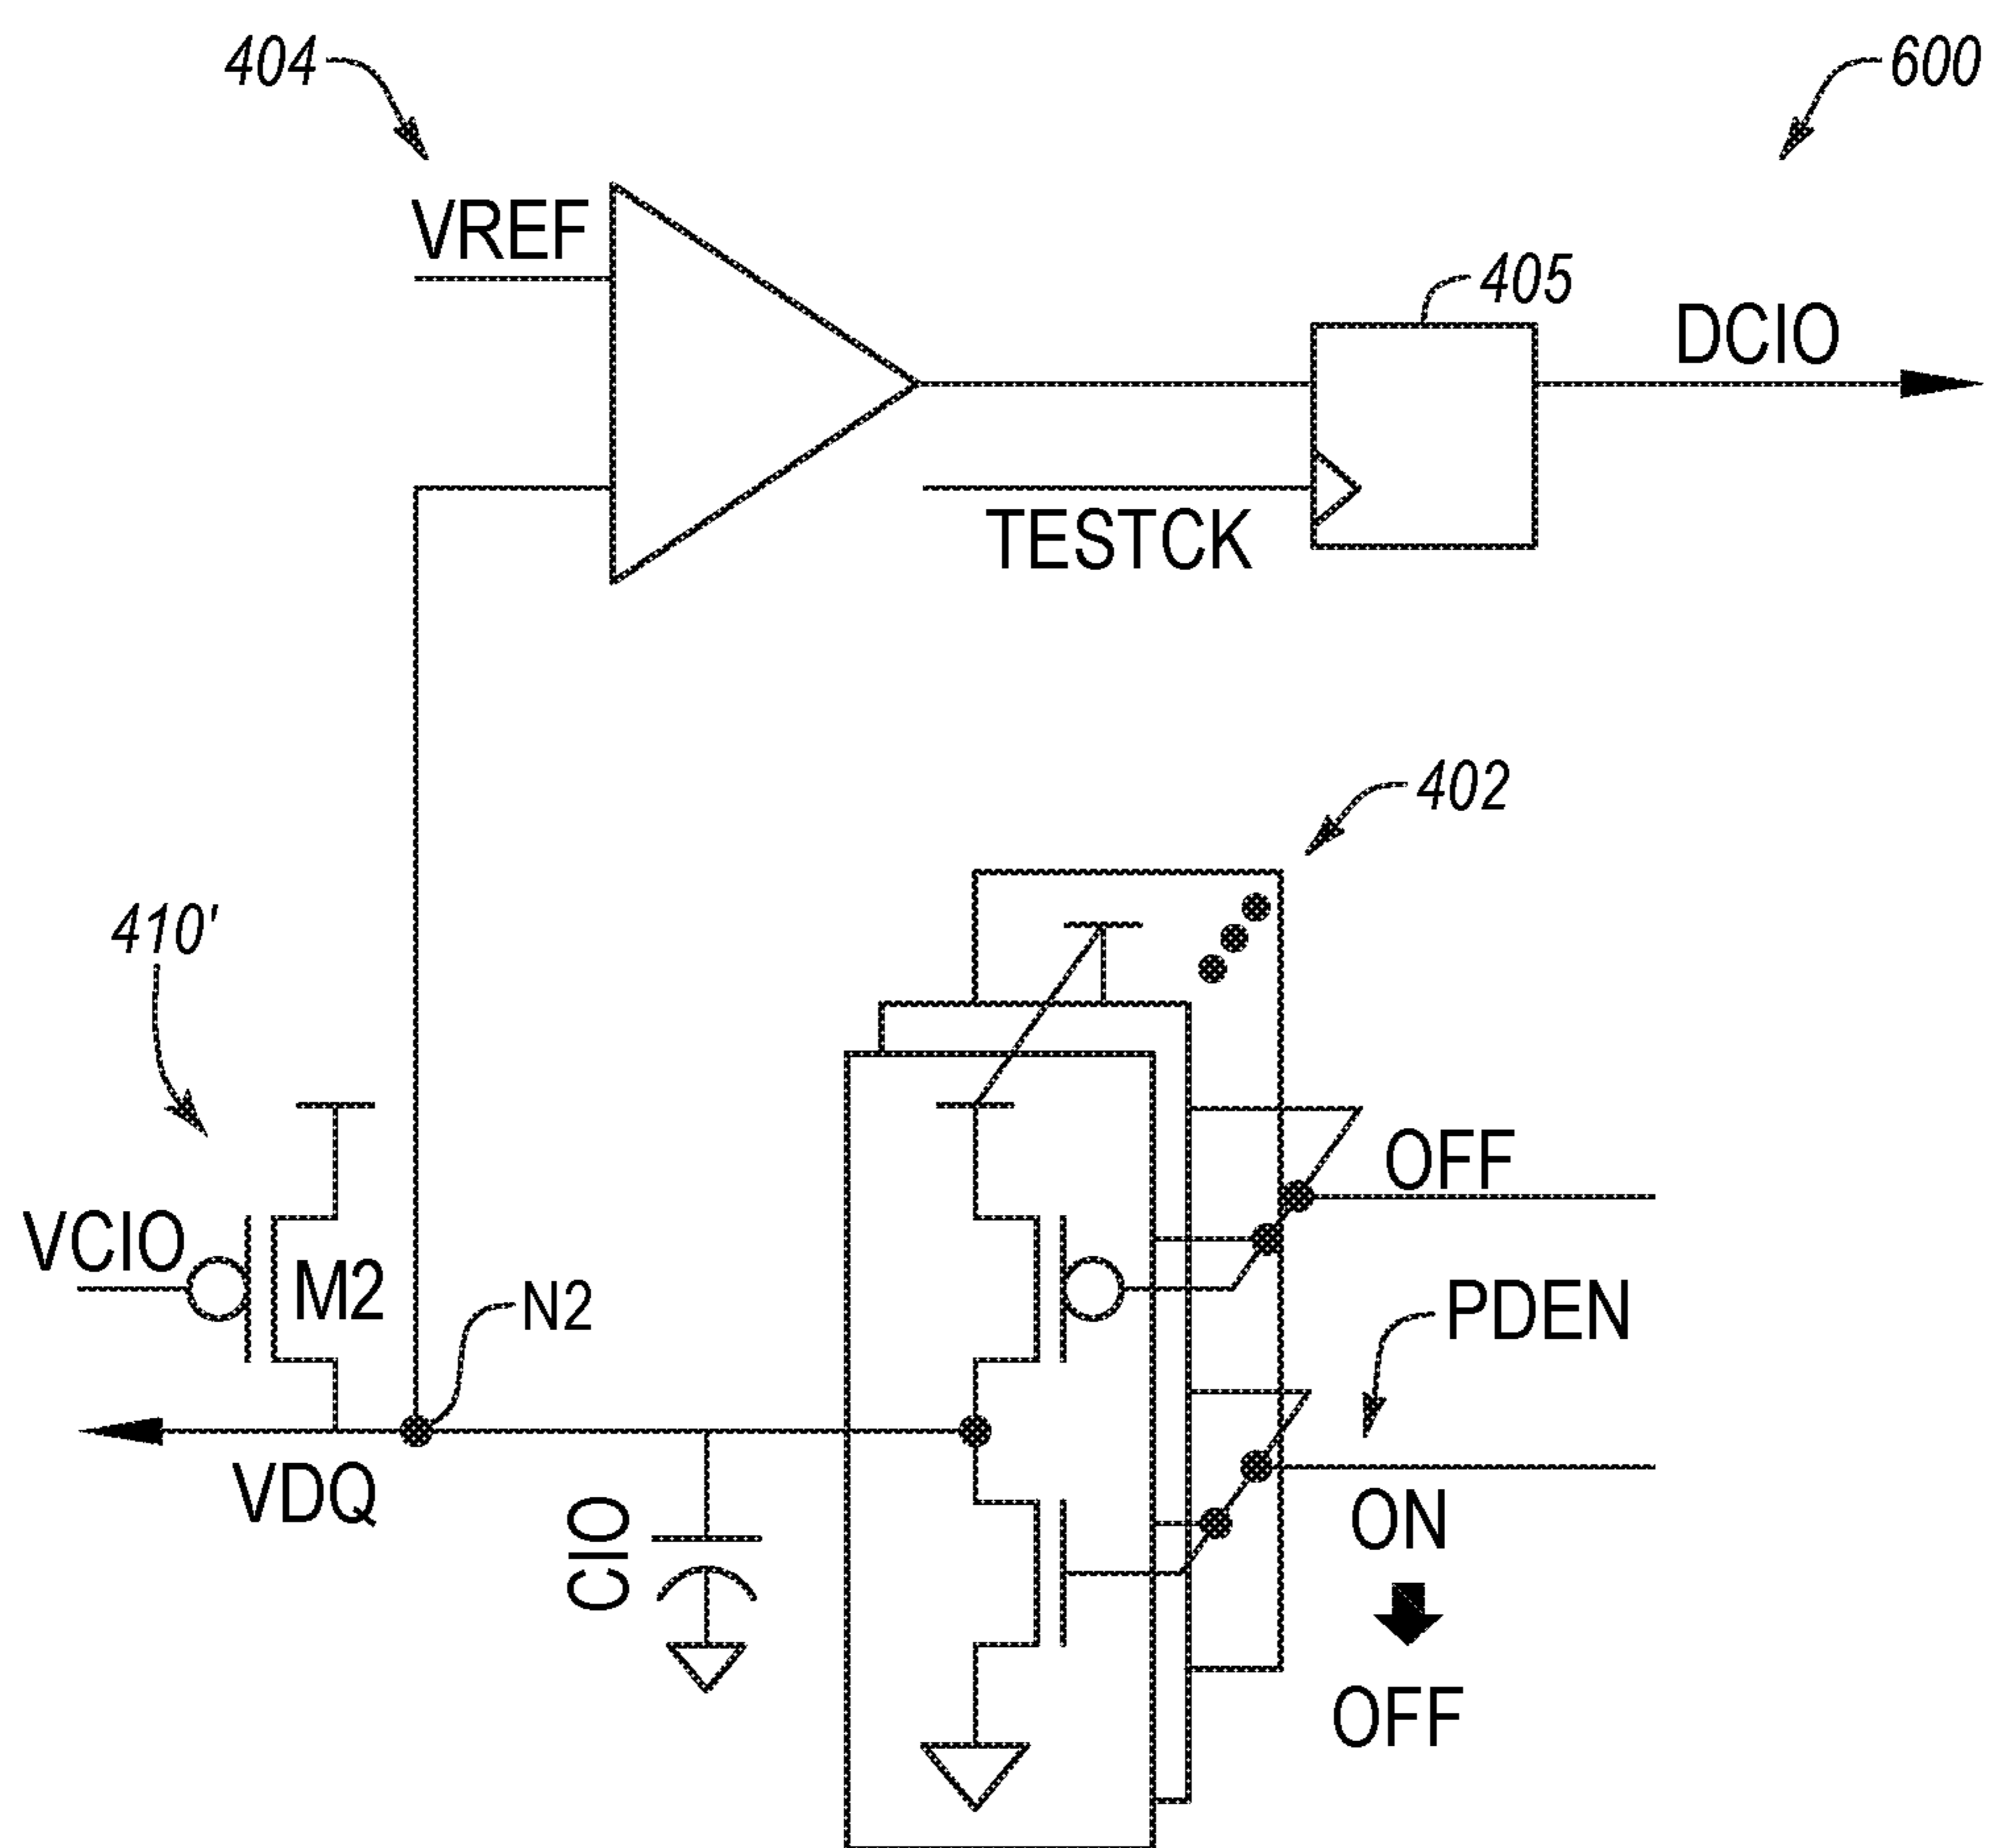 404
600
VREF
405
DCIO
TESTCK
402
410'
OFF
VCIO
M2
N2
PDEN
VDQ
CIO
ON
OFF